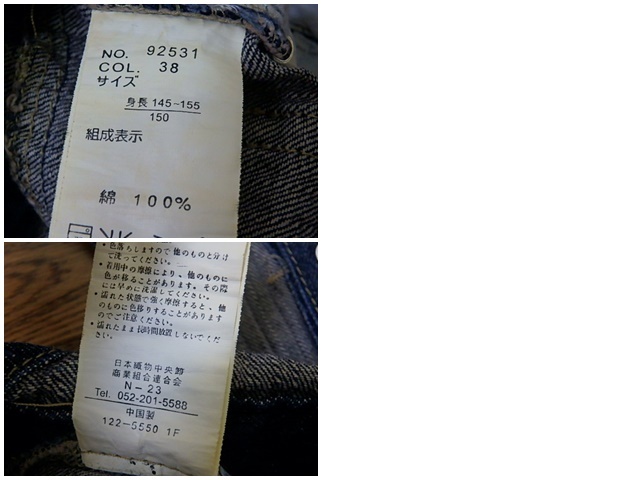 NO. 92531
COL. 38
サイズ
身長 145~155
150
組成表示
綿 100%
・色落ちしますので他のものと分け
て洗ってください。
・着用中の摩擦により、他のものに
色が移ることがあります。その際
には早めに洗濯してください。
・濡れた状態で強く摩擦すると、他
のものに色移りすることがあります
のでご注意ください。
・濡れたまま長時間放置しないでくだ
さい。
日本織物中央卸
商業組合連合会
N-23
Tel. 052-201-5588
中国製
122-5550 1F